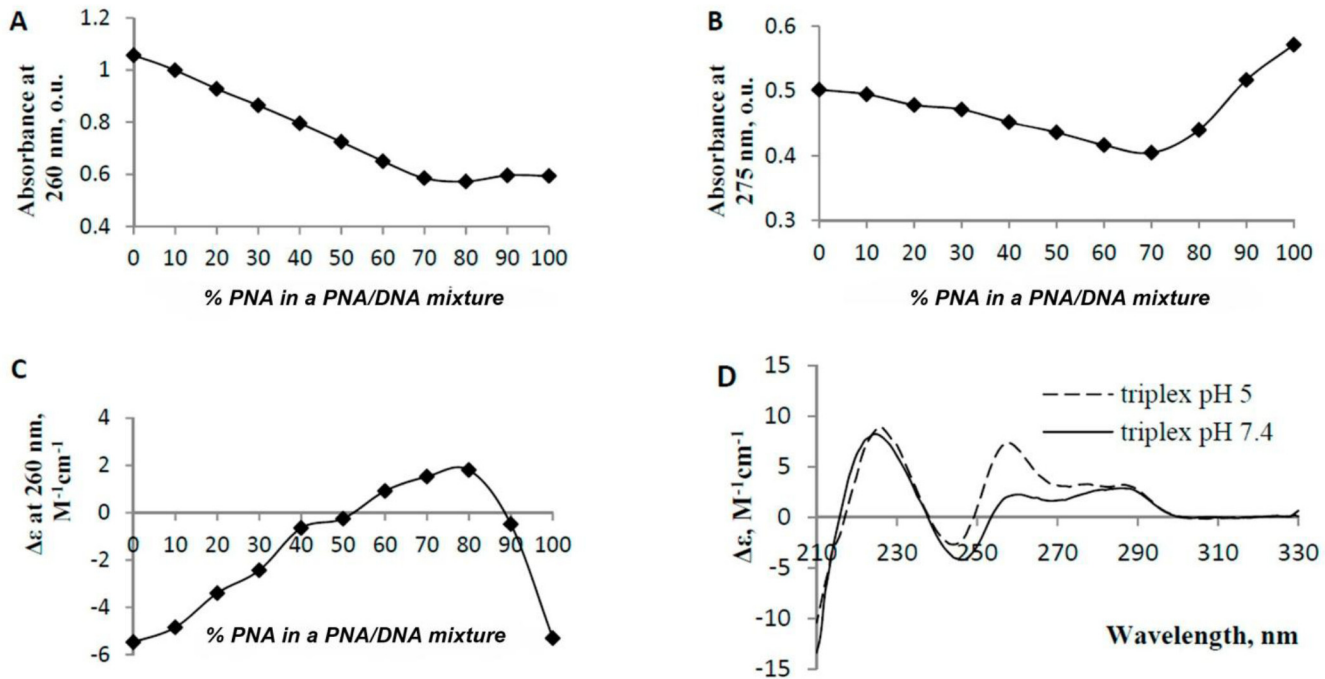 A
Absorbance at
260 nm, o.u.
1.2
1
0.8
0.6
0.4
0 10 20 30 40 50 60 70 80 90 100
% PNA in a PNA/DNA mixture
B
Absorbance at
275 nm, o.u.
0.6
0.5
0.4
0.3
0 10 20 30 40 50 60 70 80 90 100
% PNA in a PNA/DNA mixture
C
Δε at 260 nm,
M⁻¹cm⁻¹
4
2
0
-2
-4
-6
0 10 20 30 40 50 60 70 80 90 100
% PNA in a PNA/DNA mixture
D
Δε, M⁻¹cm⁻¹
15
10
5
0
-5
-10
-15
triplex pH 5
triplex pH 7.4
210 230 250 270 290 310 330
Wavelength, nm